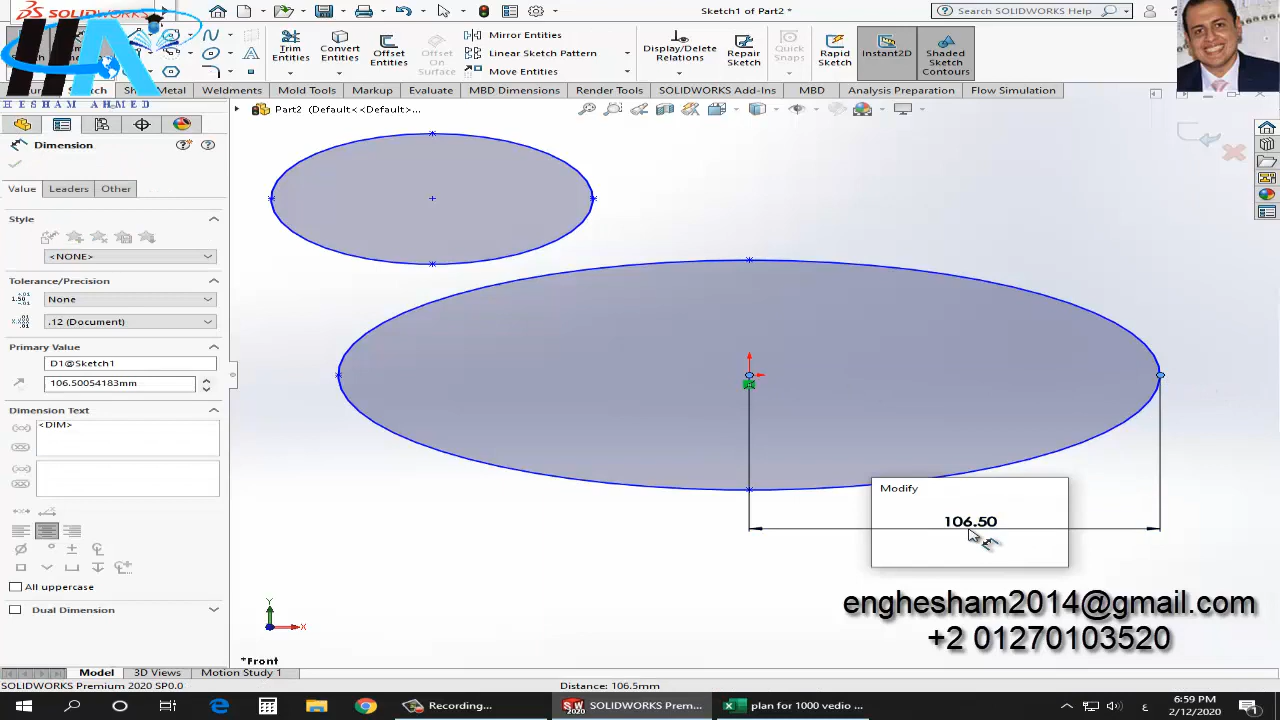 SOLIDWORKS
Sketch1 of Part2 *
Search SOLIDWORKS Help
HA
HESHAM AHMED
Trim Entities
Convert Entities
Offset Entities
Offset On Surface
Mirror Entities
Linear Sketch Pattern
Move Entities
Display/Delete Relations
Repair Sketch
Quick Snaps
Rapid Sketch
Instant2D
Shaded Sketch Contours
Weldments
Mold Tools
Markup
Evaluate
MBD Dimensions
Render Tools
SOLIDWORKS Add-Ins
MBD
Analysis Preparation
Flow Simulation
Part2 (Default<<Default>...
Dimension
Value
Leaders
Other
Style
<NONE>
Tolerance/Precision
None
.12 (Document)
Primary Value
D1@Sketch1
106.50054183mm
Dimension Text
<DIM>
All uppercase
Dual Dimension
Modify
106.50
enghesham2014@gmail.com
+2 01270103520
Y
X
*Front
Model
3D Views
Motion Study 1
SOLIDWORKS Premium 2020 SP0.0
Distance: 106.5mm
Recording...
SOLIDWORKS Prem...
plan for 1000 vedio ...
ع
6:59 PM
2/12/2020